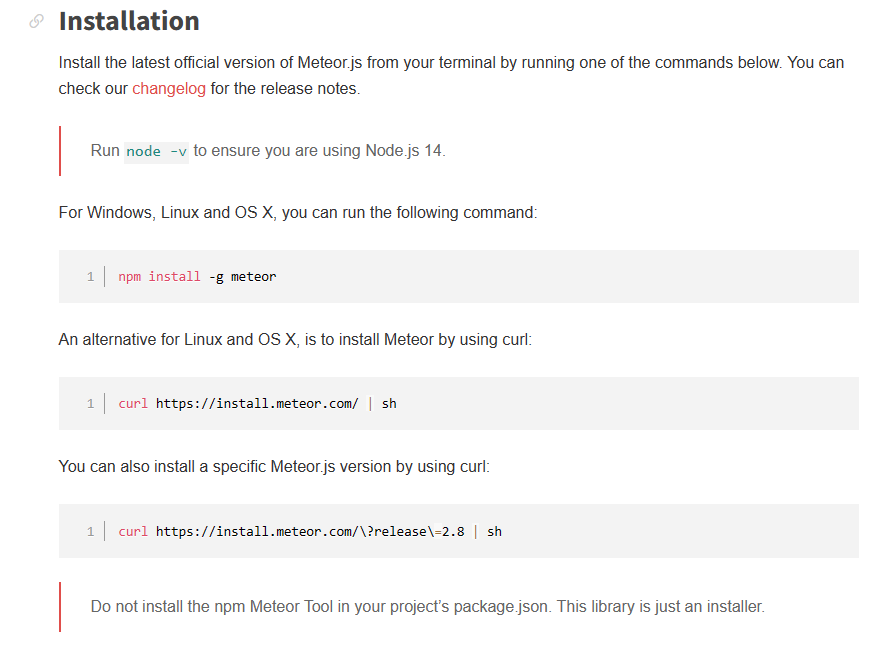 Installation
Install the latest official version of Meteor.js from your terminal by running one of the commands below. You can
check our changelog for the release notes.
Run node -v to ensure you are using Node.js 14.
For Windows, Linux and OS X, you can run the following command:
1 npm install -g meteor
An alternative for Linux and OS X, is to install Meteor by using curl:
1 curl https://install.meteor.com/ | sh
You can also install a specific Meteor.js version by using curl:
1 curl https://install.meteor.com/\?release\=2.8 | sh
Do not install the npm Meteor Tool in your project’s package.json. This library is just an installer.